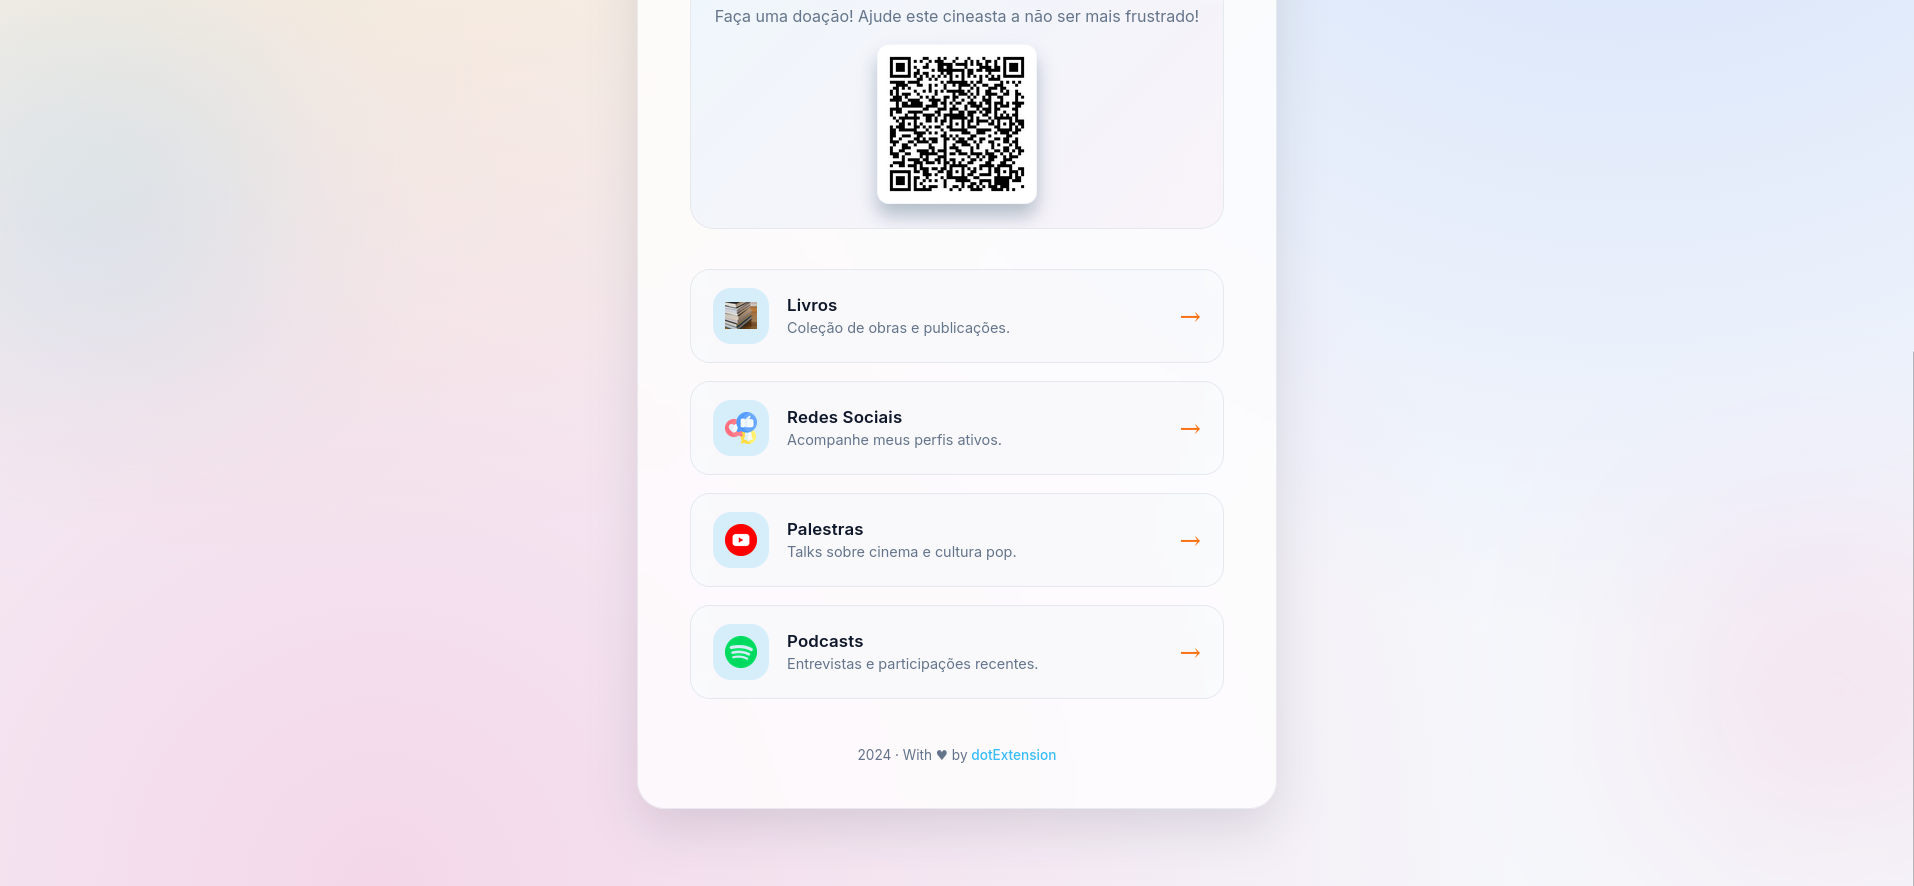 Faça uma doação! Ajude este cineasta a não ser mais frustrado!
Livros
Coleção de obras e publicações.
→
Redes Sociais
Acompanhe meus perfis ativos.
→
Palestras
Talks sobre cinema e cultura pop.
→
Podcasts
Entrevistas e participações recentes.
→
2024 · With ♥ by dotExtension